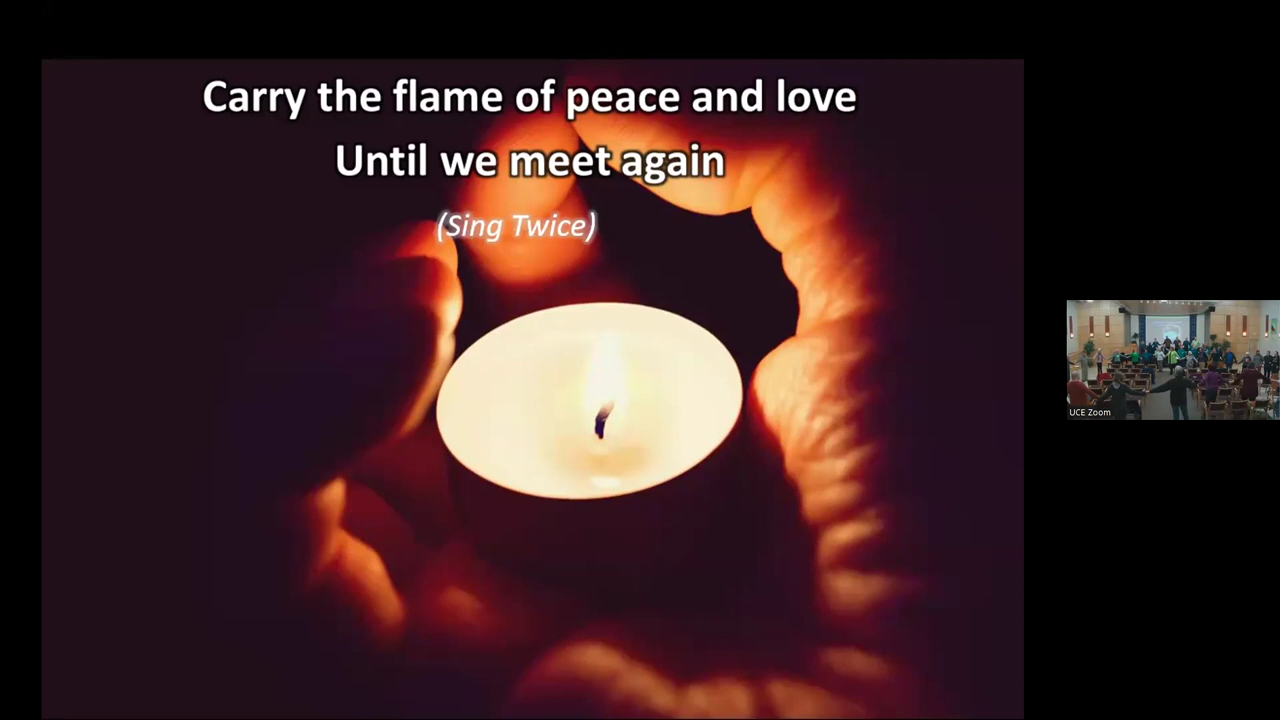 Carry the flame of peace and love
Until we meet again
(Sing Twice)
UCE Zoom